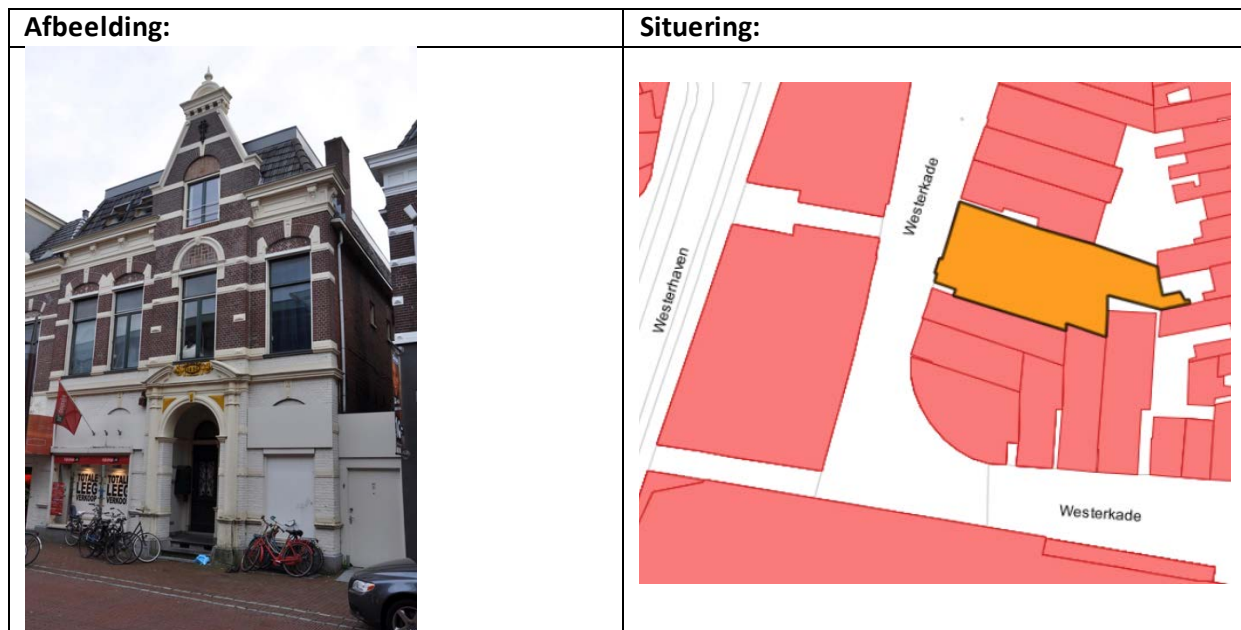 Afbeelding:
Situering:
TOTALE
LEEG
VERKOOP
TOTALE
LEEG
VERKOOP
Westerkade
Westerhaven
Westerkade